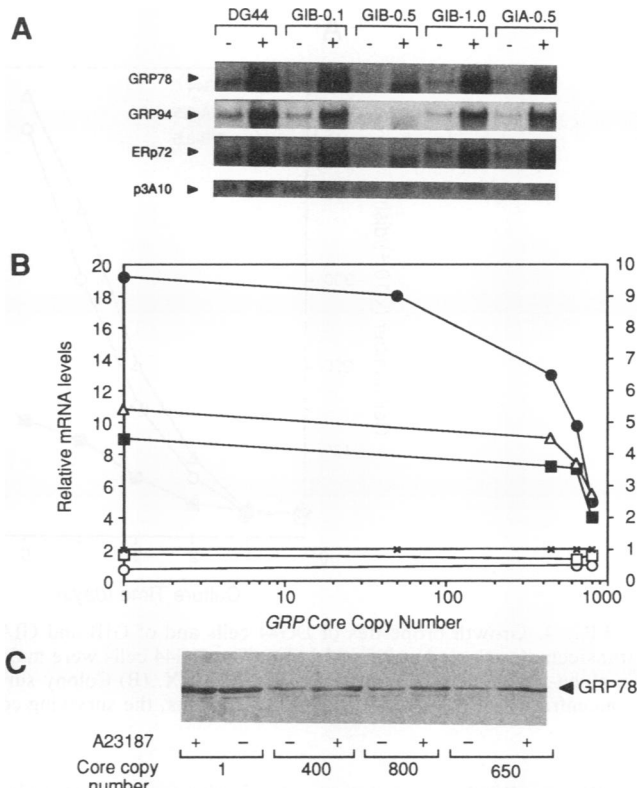 A
DG44 GIB-0.1 GIB-0.5 GIB-1.0 GIA-0.5
- + - + - + - + - +
GRP78
GRP94
ERp72
p3A10
B
20 10
18 9
16 8
14 7
12 6
10 5
8 4
6 3
4 2
2 1
0 0
Relative mRNA levels
1 10 100 1000
GRP Core Copy Number
C
GRP78
A23187 + - - + - + - +
Core copy 1 400 800 650
number